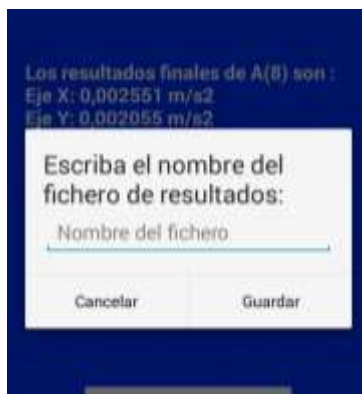 Los resultados finales de A(8) son :
Eje X: 0,002551 m/s2
Eje Y: 0,002055 m/s2
Escriba el nombre del
fichero de resultados:
Nombre del fichero
Cancelar Guardar